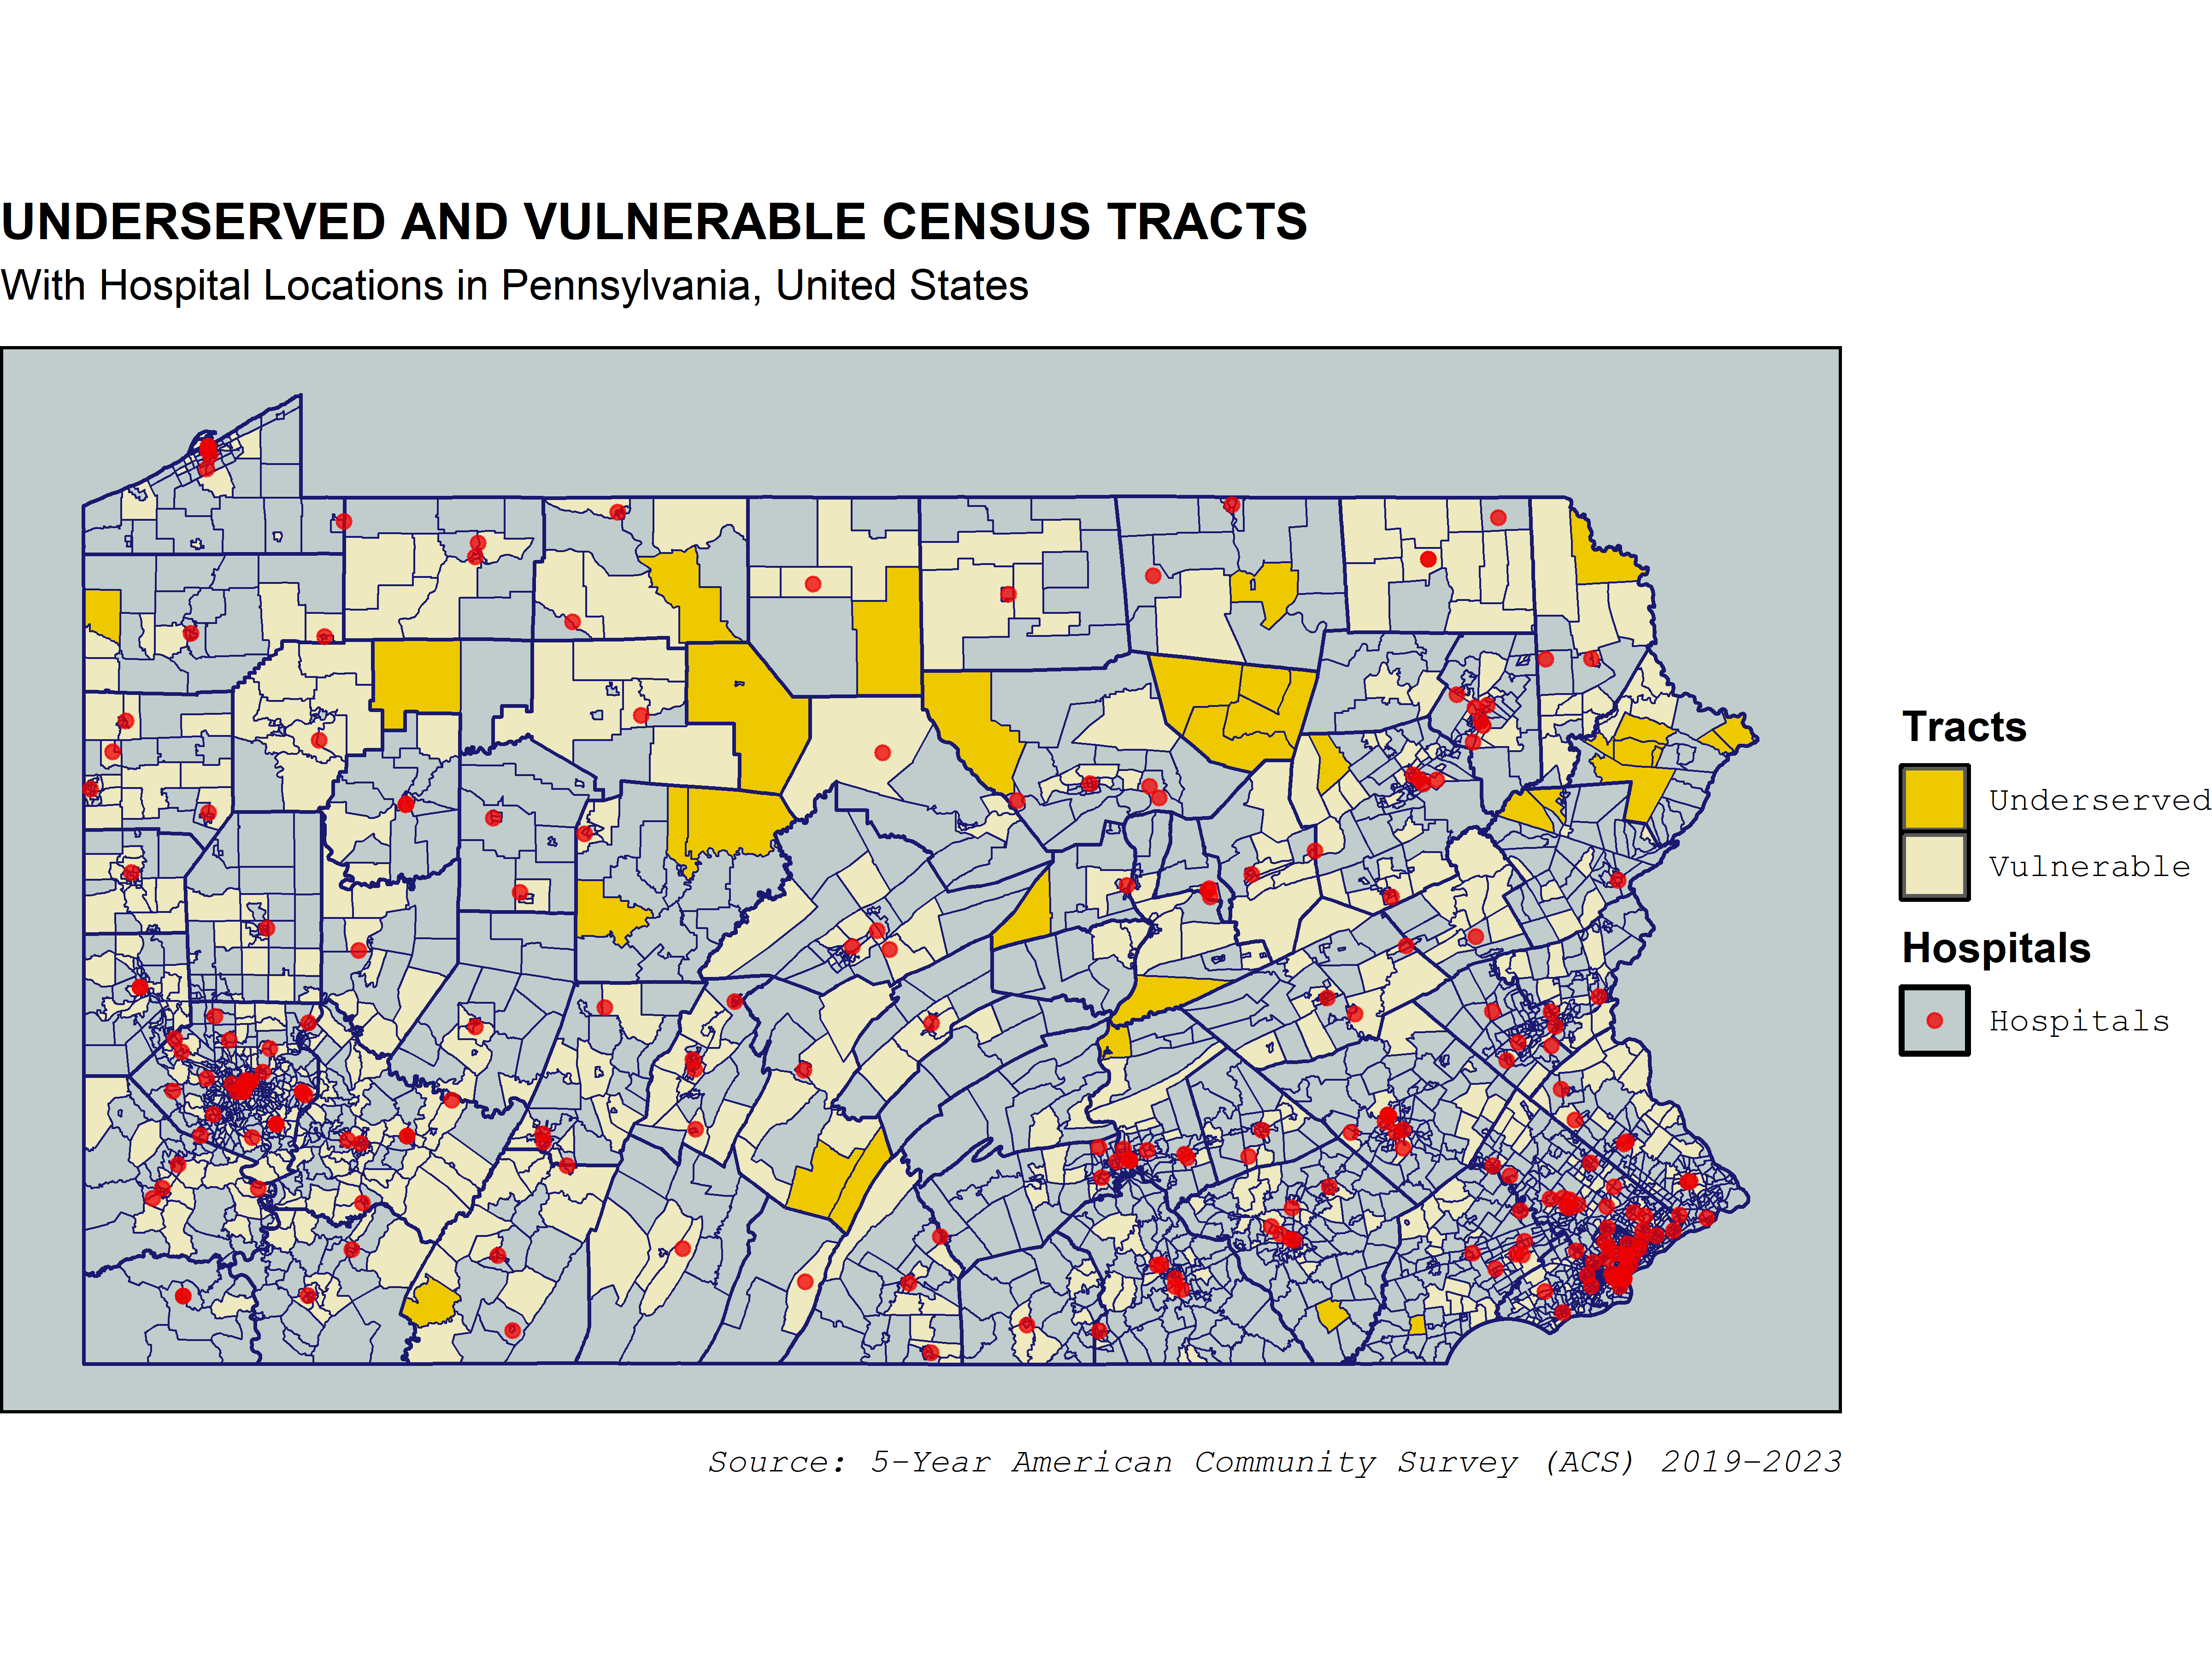 UNDERSERVED AND VULNERABLE CENSUS TRACTS
With Hospital Locations in Pennsylvania, United States
Tracts
Underserved
Vulnerable
Hospitals
Hospitals
Source: 5-Year American Community Survey (ACS) 2019-2023